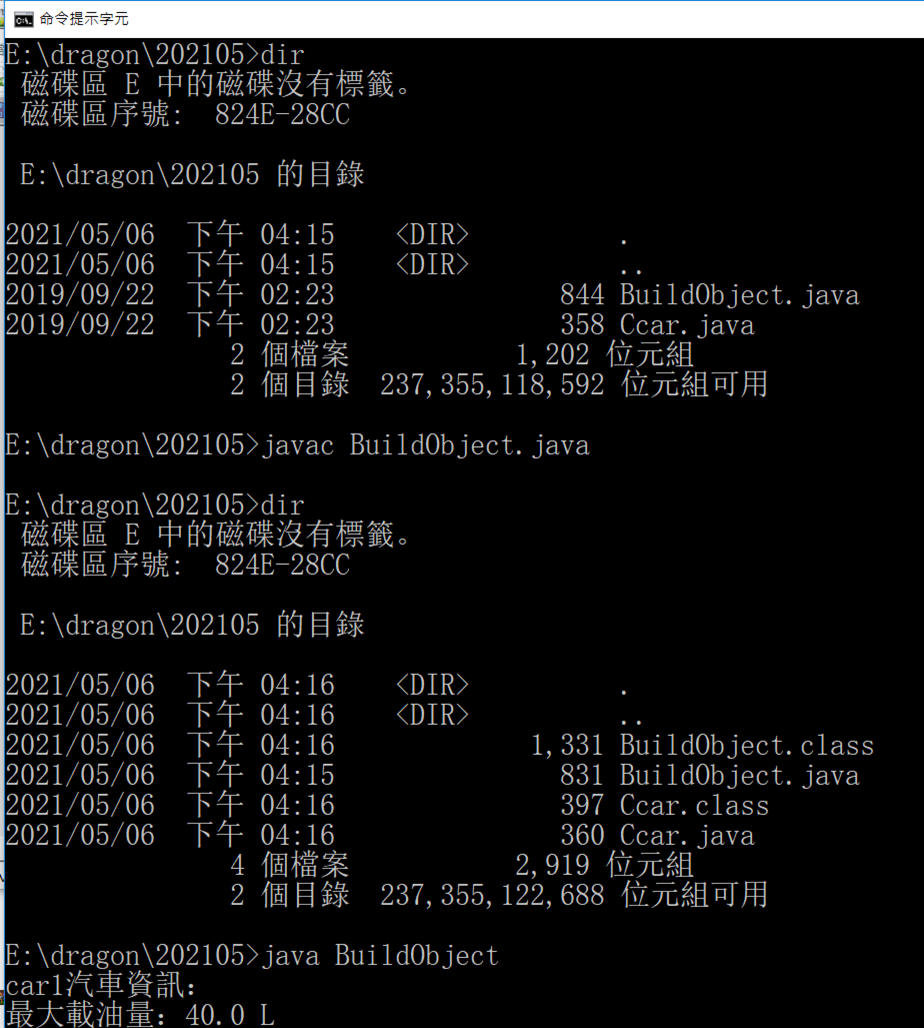 命令提示字元
E:\dragon\202105>dir
磁碟區 E 中的磁碟沒有標籤。
磁碟區序號:  824E-28CC
E:\dragon\202105 的目錄
2021/05/06  下午 04:15    <DIR>          .
2021/05/06  下午 04:15    <DIR>          ..
2019/09/22  下午 02:23               844 BuildObject.java
2019/09/22  下午 02:23               358 Ccar.java
2 個檔案           1,202 位元組
2 個目錄  237,355,118,592 位元組可用
E:\dragon\202105>javac BuildObject.java
E:\dragon\202105>dir
磁碟區 E 中的磁碟沒有標籤。
磁碟區序號:  824E-28CC
E:\dragon\202105 的目錄
2021/05/06  下午 04:16    <DIR>          .
2021/05/06  下午 04:16    <DIR>          ..
2021/05/06  下午 04:16             1,331 BuildObject.class
2021/05/06  下午 04:15               831 BuildObject.java
2021/05/06  下午 04:16               397 Ccar.class
2021/05/06  下午 04:16               360 Ccar.java
4 個檔案           2,919 位元組
2 個目錄  237,355,122,688 位元組可用
E:\dragon\202105>java BuildObject
car1汽車資訊:
最大載油量: 40.0 L